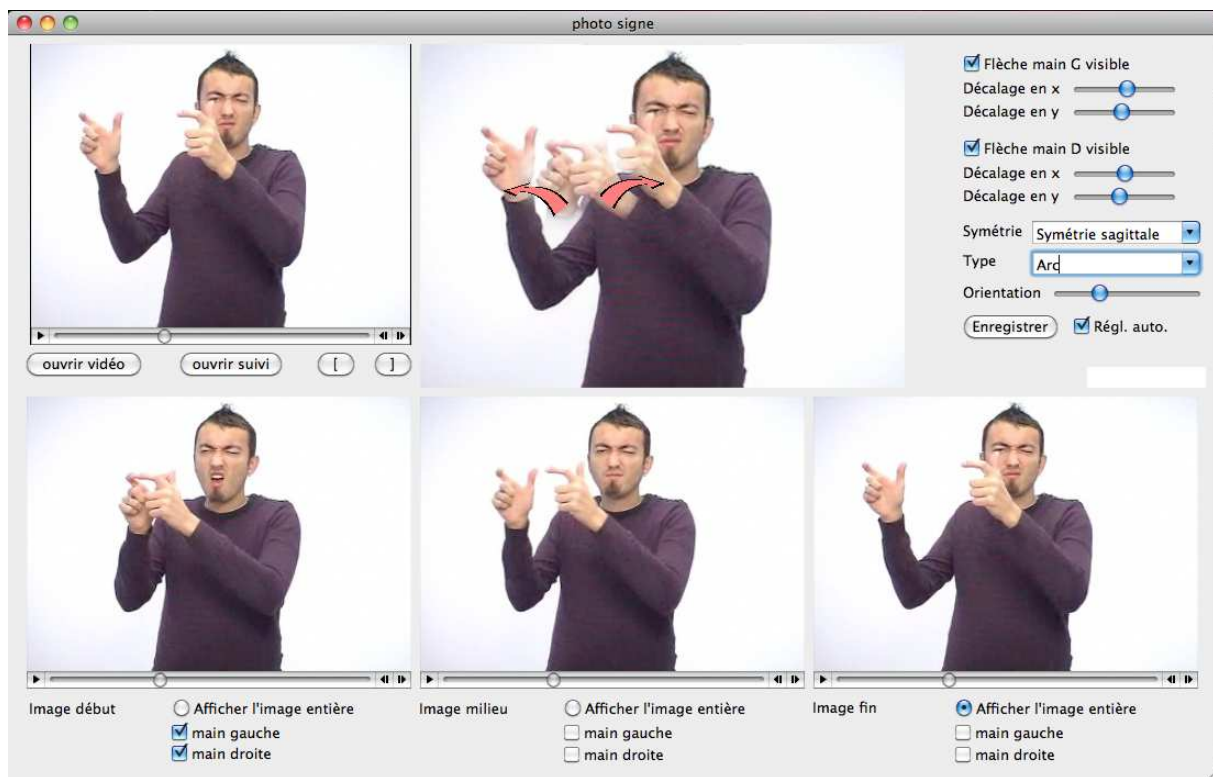 photo signe
Flèche main G visible
Décalage en x
Décalage en y
Flèche main D visible
Décalage en x
Décalage en y
Symétrie Symétrie sagittale
Type Arc
Orientation
Enregistrer Régl. auto.
ouvrir vidéo ouvrir suivi [ ]
Image début Afficher l'image entière
main gauche
main droite
Image milieu Afficher l'image entière
main gauche
main droite
Image fin Afficher l'image entière
main gauche
main droite